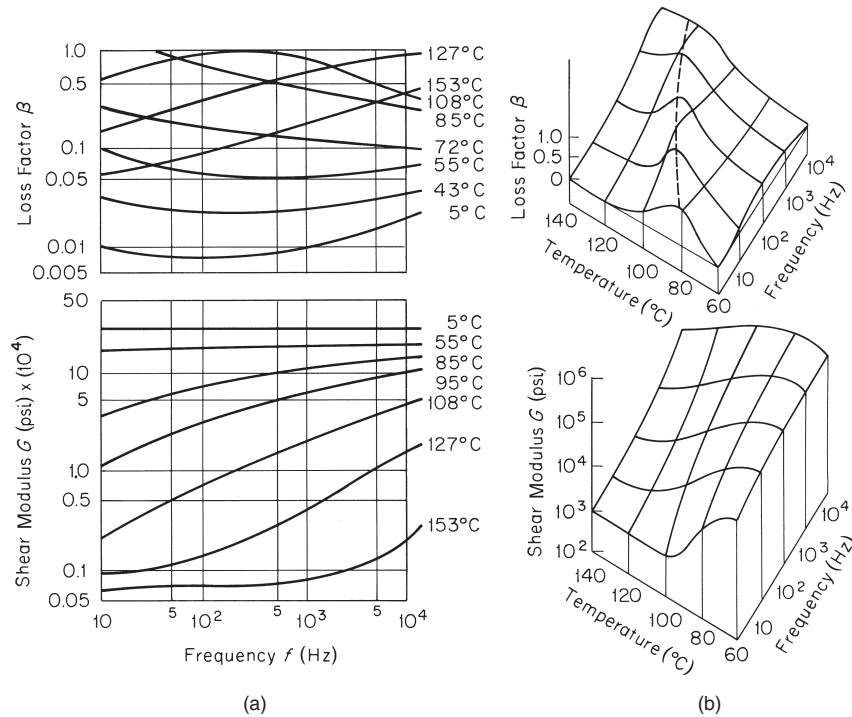 Loss Factor β
1.0
0.5
0.1
0.05
0.01
0.005
127°C
153°C
108°C
85°C
72°C
55°C
43°C
5°C
Shear Modulus G (psi) x (10⁴)
50
10
5
1.0
0.5
0.1
0.05
5°C
55°C
85°C
95°C
108°C
127°C
153°C
10 5 10² 5 10³ 5 10⁴
Frequency f (Hz)
(a)
Loss Factor β
1.0
0.5
0
140 120 100 80 60
Temperature (°C)
10 10² 10³ 10⁴
Frequency (Hz)
Shear Modulus G (psi)
10⁶
10⁵
10⁴
10³
10²
140 120 100 80 60
Temperature (°C)
10 10² 10³ 10⁴
Frequency (Hz)
(b)